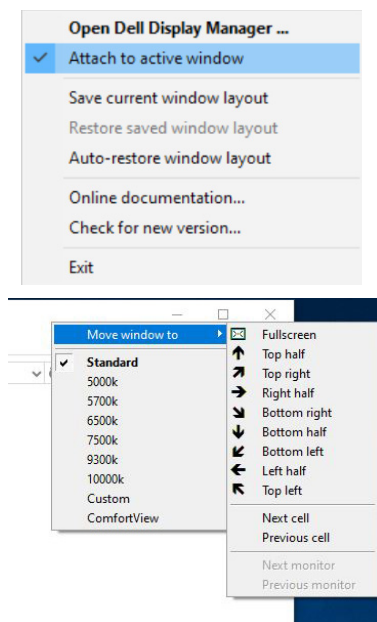 Open Dell Display Manager ...
Attach to active window
Save current window layout
Restore saved window layout
Auto-restore window layout
Online documentation...
Check for new version...
Exit
Move window to
Standard
5000k
5700k
6500k
7500k
9300k
10000k
Custom
ComfortView
Fullscreen
Top half
Top right
Right half
Bottom right
Bottom half
Bottom left
Left half
Top left
Next cell
Previous cell
Next monitor
Previous monitor